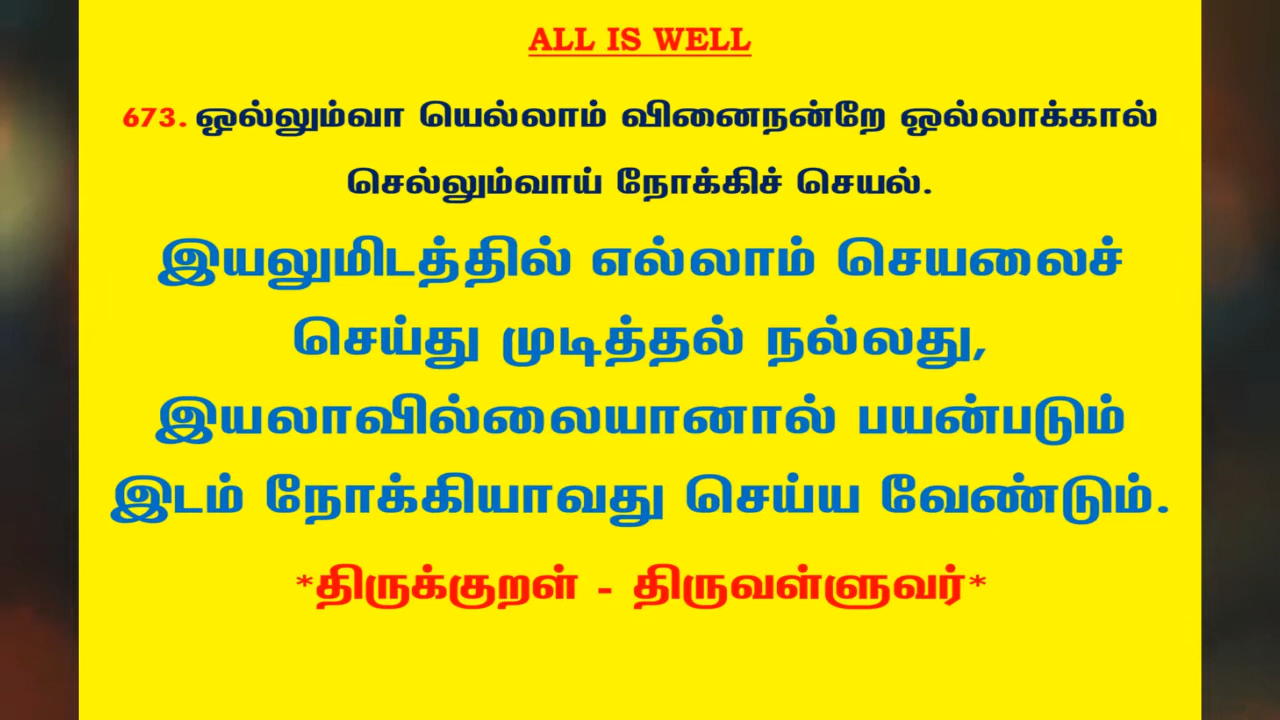 ALL IS WELL
673. ஒல்லும்வா யெல்லாம் வினைநன்றே ஒல்லாக்கால்
செல்லும்வாய் நோக்கிச் செயல்.
இயலுமிடத்தில் எல்லாம் செயலைச்
செய்து முடித்தல் நல்லது,
இயலாவில்லையானால் பயன்படும்
இடம் நோக்கியாவது செய்ய வேண்டும்.
*திருக்குறள் - திருவள்ளுவர்*